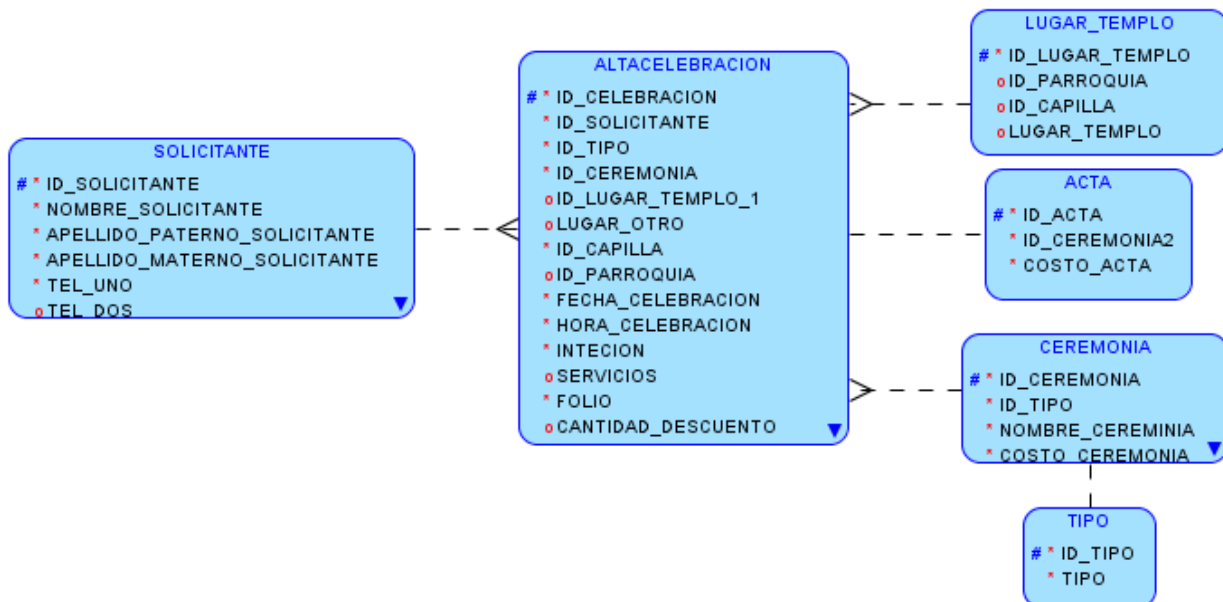 SOLICITANTE
# * ID_SOLICITANTE
* NOMBRE_SOLICITANTE
* APELLIDO_PATERNO_SOLICITANTE
* APELLIDO_MATERNO_SOLICITANTE
* TEL_UNO
o TEL_DOS
ALTACELEBRACION
# * ID_CELEBRACION
* ID_SOLICITANTE
* ID_TIPO
* ID_CEREMONIA
o ID_LUGAR_TEMPLO_1
o LUGAR_OTRO
* ID_CAPILLA
o ID_PARROQUIA
* FECHA_CELEBRACION
* HORA_CELEBRACION
* INTECION
o SERVICIOS
* FOLIO
o CANTIDAD_DESCUENTO
LUGAR_TEMPLO
# * ID_LUGAR_TEMPLO
o ID_PARROQUIA
o ID_CAPILLA
o LUGAR_TEMPLO
ACTA
# * ID_ACTA
* ID_CEREMONIA2
* COSTO_ACTA
CEREMONIA
# * ID_CEREMONIA
* ID_TIPO
* NOMBRE_CEREMINIA
* COSTO_CEREMONIA
TIPO
# * ID_TIPO
* TIPO